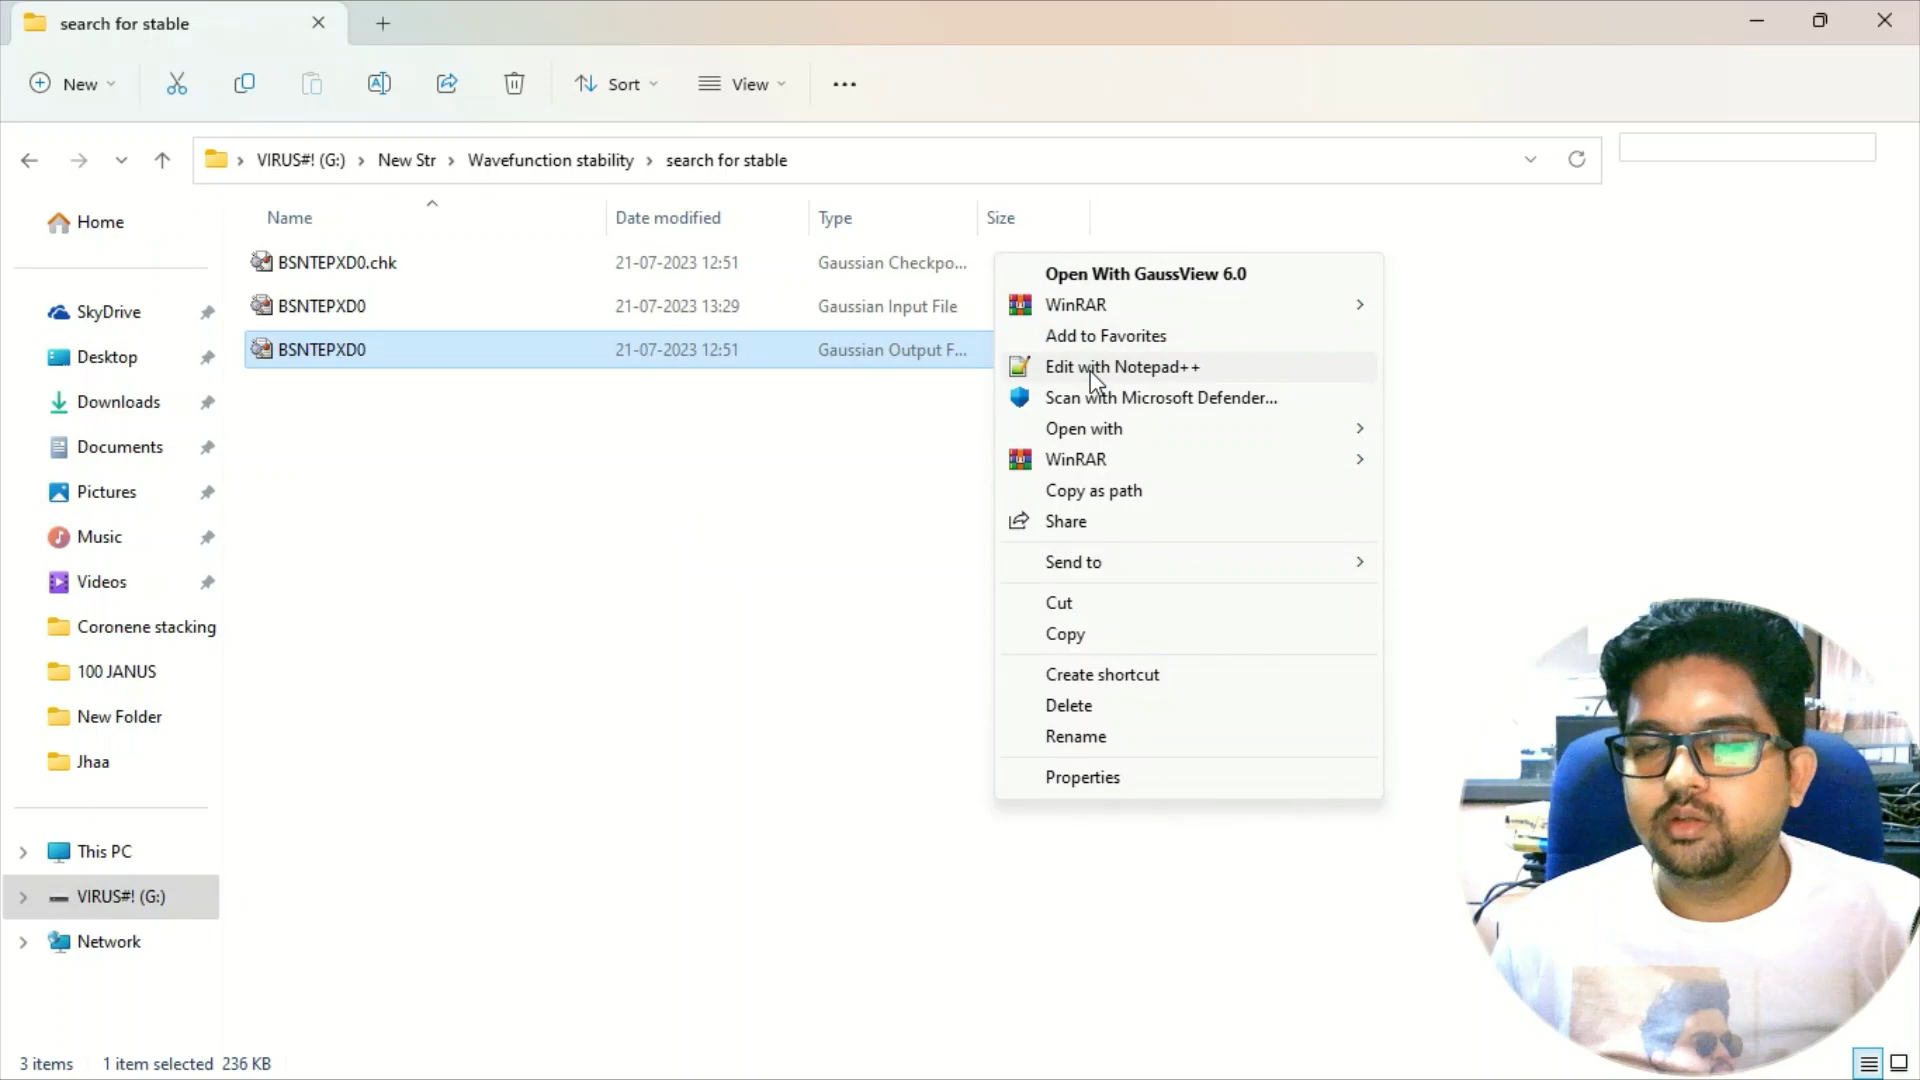 search for stable
New
Sort
View
VIRUS#! (G:) > New Str > Wavefunction stability > search for stable
Name Date modified Type Size
Home
BSNTEPXD0.chk 21-07-2023 12:51 Gaussian Checkpo...
BSNTEPXD0 21-07-2023 13:29 Gaussian Input File
BSNTEPXD0 21-07-2023 12:51 Gaussian Output F...
SkyDrive
Desktop
Downloads
Documents
Pictures
Music
Videos
Coronene stacking
100 JANUS
New Folder
Jhaa
This PC
VIRUS#! (G:)
Network
Open With GaussView 6.0
WinRAR
Add to Favorites
Edit with Notepad++
Scan with Microsoft Defender...
Open with
WinRAR
Copy as path
Share
Send to
Cut
Copy
Create shortcut
Delete
Rename
Properties
3 items 1 item selected 236 KB